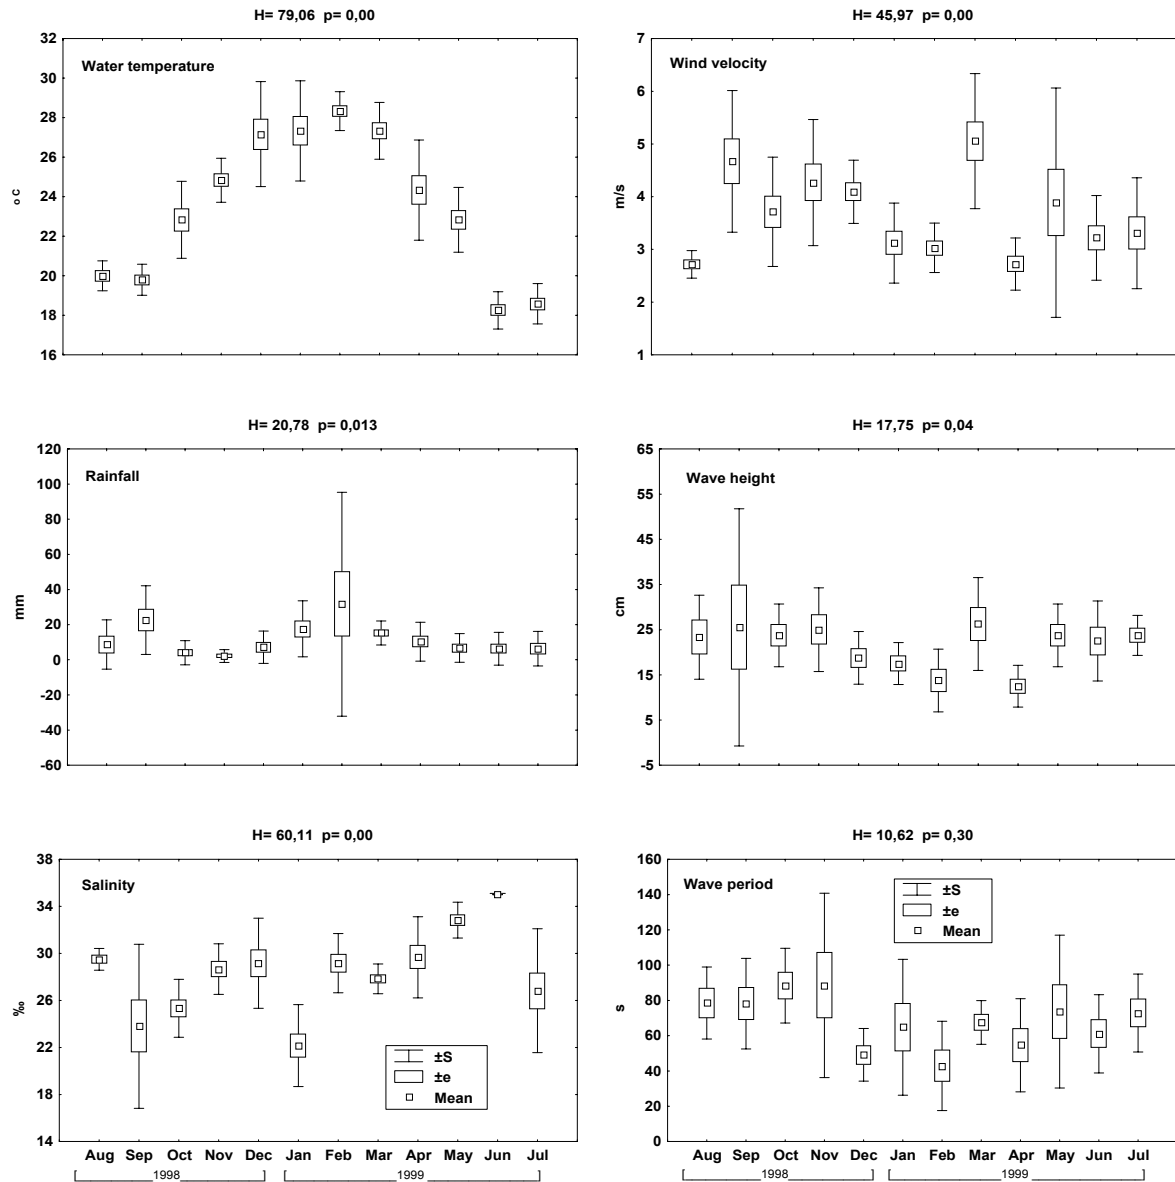 H= 79,06 p= 0,00
Water temperature
32
30
28
26
24
22
20
18
16
o C
H= 45,97 p= 0,00
Wind velocity
7
6
5
4
3
2
1
m/s
H= 20,78 p= 0,013
Rainfall
120
100
80
60
40
20
0
-20
-40
-60
mm
H= 17,75 p= 0,04
Wave height
65
55
45
35
25
15
5
-5
cm
H= 60,11 p= 0,00
Salinity
38
34
30
26
22
18
14
‰
±S
±e
Mean
Aug Sep Oct Nov Dec Jan Feb Mar Apr May Jun Jul
1998 1999
H= 10,62 p= 0,30
Wave period
160
140
120
100
80
60
40
20
0
s
±S
±e
Mean
Aug Sep Oct Nov Dec Jan Feb Mar Apr May Jun Jul
1998 1999